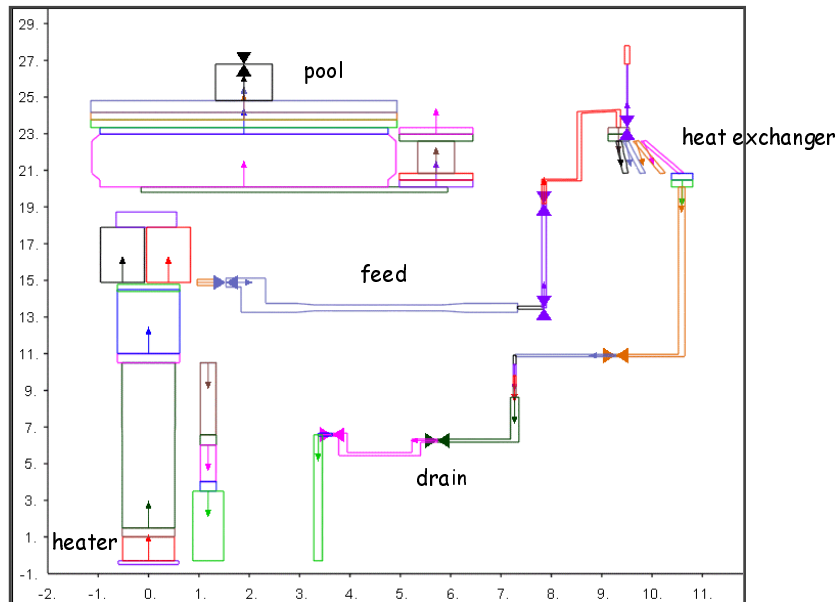 29.
27.
pool
25.
23.
heat exchanger
21.
19.
17.
15.
feed
13.
11.
9.
7.
5.
drain
3.
1.
heater
-1.
-2. -1. 0. 1. 2. 3. 4. 5. 6. 7. 8. 9. 10. 11.